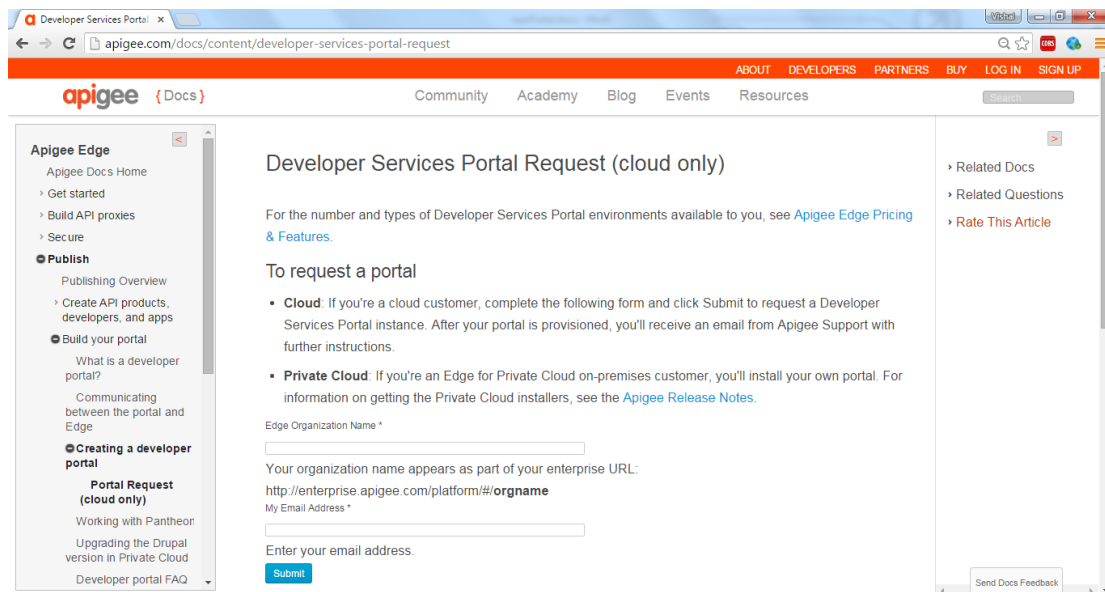 Developer Services Portal
Vishal
apigee.com/docs/content/developer-services-portal-request
CORS
ABOUT DEVELOPERS PARTNERS BUY LOG IN SIGN UP
apigee {Docs}
Community Academy Blog Events Resources
Search
<
Apigee Edge
Apigee Docs Home
Get started
Build API proxies
Secure
Publish
Publishing Overview
Create API products,
developers, and apps
Build your portal
What is a developer
portal?
Communicating
between the portal and
Edge
Creating a developer
portal
Portal Request
(cloud only)
Working with Pantheon
Upgrading the Drupal
version in Private Cloud
Developer portal FAQ
Developer Services Portal Request (cloud only)
For the number and types of Developer Services Portal environments available to you, see Apigee Edge Pricing
& Features.
To request a portal
• Cloud: If you're a cloud customer, complete the following form and click Submit to request a Developer
Services Portal instance. After your portal is provisioned, you'll receive an email from Apigee Support with
further instructions.
• Private Cloud: If you're an Edge for Private Cloud on-premises customer, you'll install your own portal. For
information on getting the Private Cloud installers, see the Apigee Release Notes.
Edge Organization Name *
Your organization name appears as part of your enterprise URL:
http://enterprise.apigee.com/platform/#/orgname
My Email Address *
Enter your email address.
Submit
>
Related Docs
Related Questions
Rate This Article
Send Docs Feedback